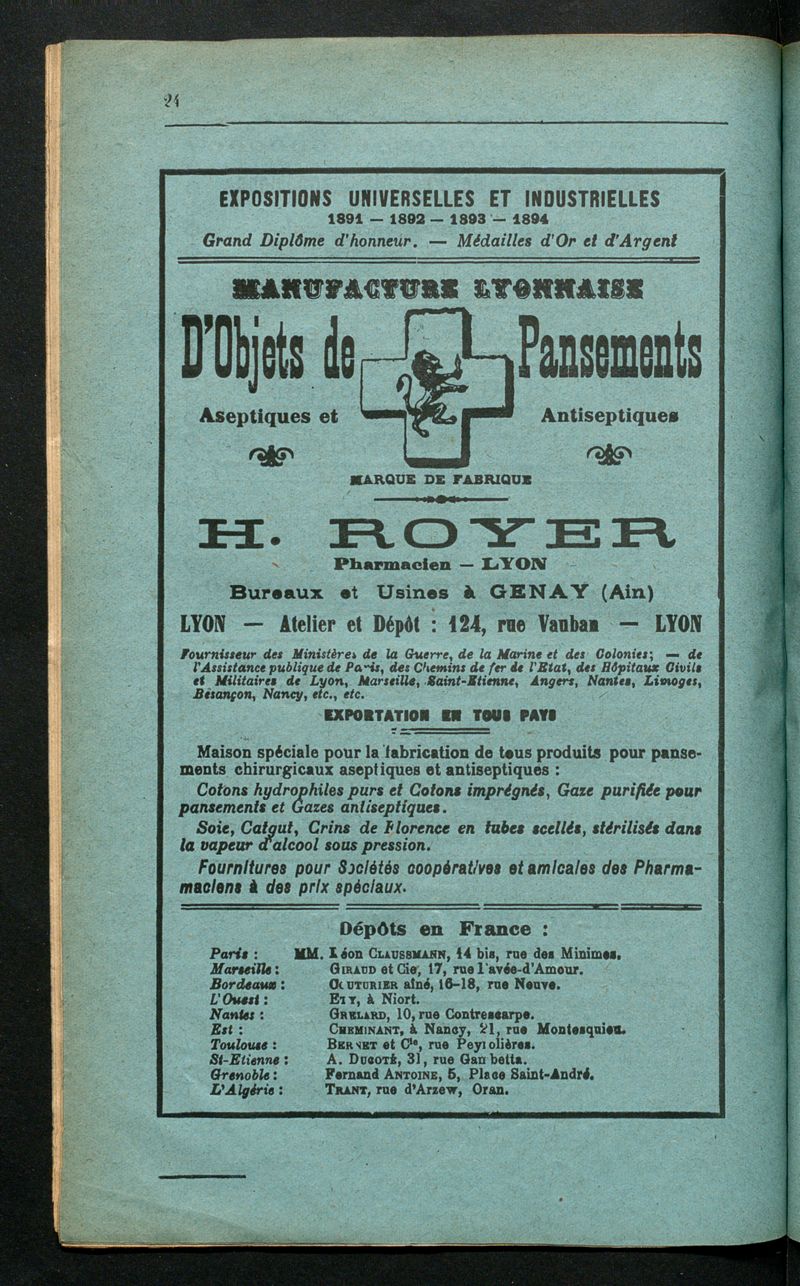 24
EXPOSITIONS UNIVERSELLES ET INDUSTRIELLES
1891 — 1892 — 1893 — 1894
Grand Diplôme d'honneur. — Médailles d'Or et d'Argent
MANUFACTURE LYONNAISE
D'Objets de Pansements
Aseptiques et Antiseptiques
MARQUE DE FABRIQUE
H. ROYER
Pharmacien — LYON
Bureaux et Usines à GENAY (Ain)
LYON — Atelier et Dépôt : 124, rue Vauban — LYON
Fournisseur des Ministères de la Guerre, de la Marine et des Colonies; — de
l'Assistance publique de Paris, des Chemins de fer de l'Etat, des Hôpitaux Civils
et Militaires de Lyon, Marseille, Saint-Etienne, Angers, Nantes, Limoges,
Besançon, Nancy, etc., etc.
EXPORTATION EN TOUS PAYS
Maison spéciale pour la fabrication de tous produits pour panse-
ments chirurgicaux aseptiques et antiseptiques :
Cotons hydrophiles purs et Cotons imprégnés, Gaze purifiée pour
pansements et Gazes antiseptiques.
Soie, Catgut, Crins de Florence en tubes scellés, stérilisés dans
la vapeur d'alcool sous pression.
Fournitures pour Sociétés coopératives et amicales des Pharma-
maciens à des prix spéciaux.
Dépôts en France :
Paris : MM. Léon CLAUSSMANN, 14 bis, rue des Minimes.
Marseille : GIRAUD et Cie, 17, rue Pavée-d'Amour.
Bordeaux : COUTURIER aîné, 16-18, rue Neuve.
L'Ouest : à Niort.
Nantes : GRELARD, 10, rue Contrescarpe.
Est : CHEMINANT, à Nancy, 21, rue Montesquieu.
Toulouse : BERNET et Cie, rue Peyrolières.
St-Etienne : A. DUCOTÉ, 31, rue Gambetta.
Grenoble : Fernand ANTOINE, 5, Place Saint-André.
L'Algérie : TRANT, rue d'Arzew, Oran.